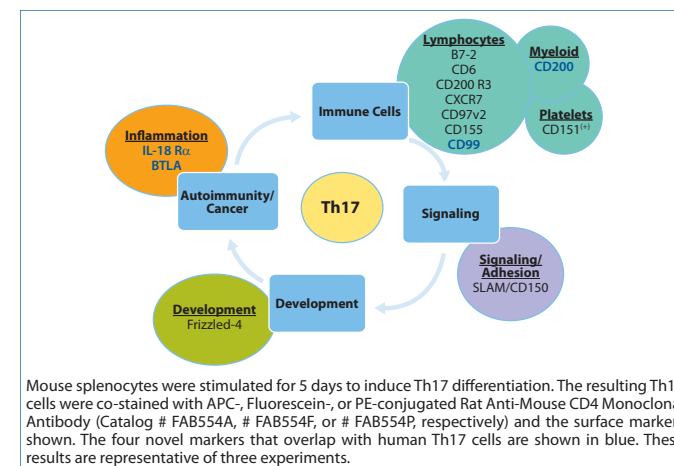 Lymphocytes
B7-2
CD6
CD200 R3
CXCR7
CD97v2
CD155
CD99
Myeloid
CD200
Platelets
CD151(+)
Immune Cells
Inflammation
IL-18 Rα
BTLA
Autoimmunity/
Cancer
Th17
Signaling
Signaling/
Adhesion
SLAM/CD150
Development
Development
Frizzled-4
Mouse splenocytes were stimulated for 5 days to induce Th17 differentiation. The resulting
cells were co-stained with APC-, Fluorescein-, or PE-conjugated Rat Anti-Mouse CD4
Antibody (Catalog # FAB554A, # FAB554F, or # FAB554P, respectively) and the surface
shown. The four novel markers that overlap with human Th17 cells are shown in blue.
results are representative of three experiments.